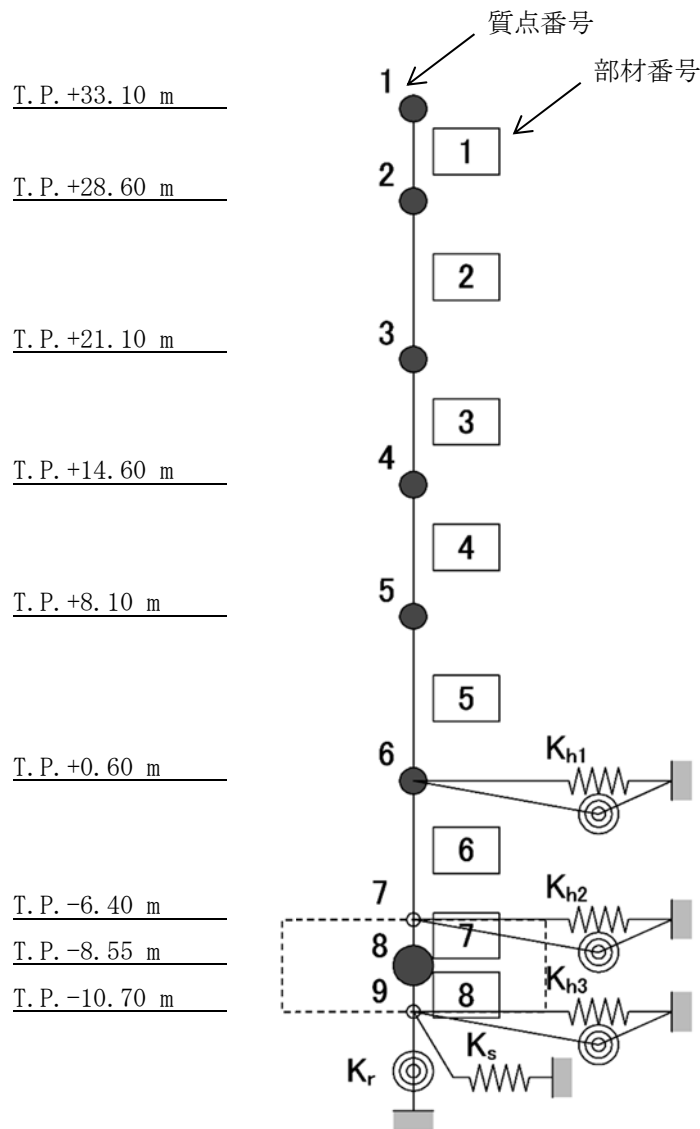 質点番号
部材番号
T.P.+33.10 m
1
1
T.P.+28.60 m
2
2
T.P.+21.10 m
3
3
T.P.+14.60 m
4
4
T.P.+8.10 m
5
5
T.P.+0.60 m
6
Kh1
6
T.P.-6.40 m
7
Kh2
7
T.P.-8.55 m
8
T.P.-10.70 m
9
8
Kh3
Kr
Ks